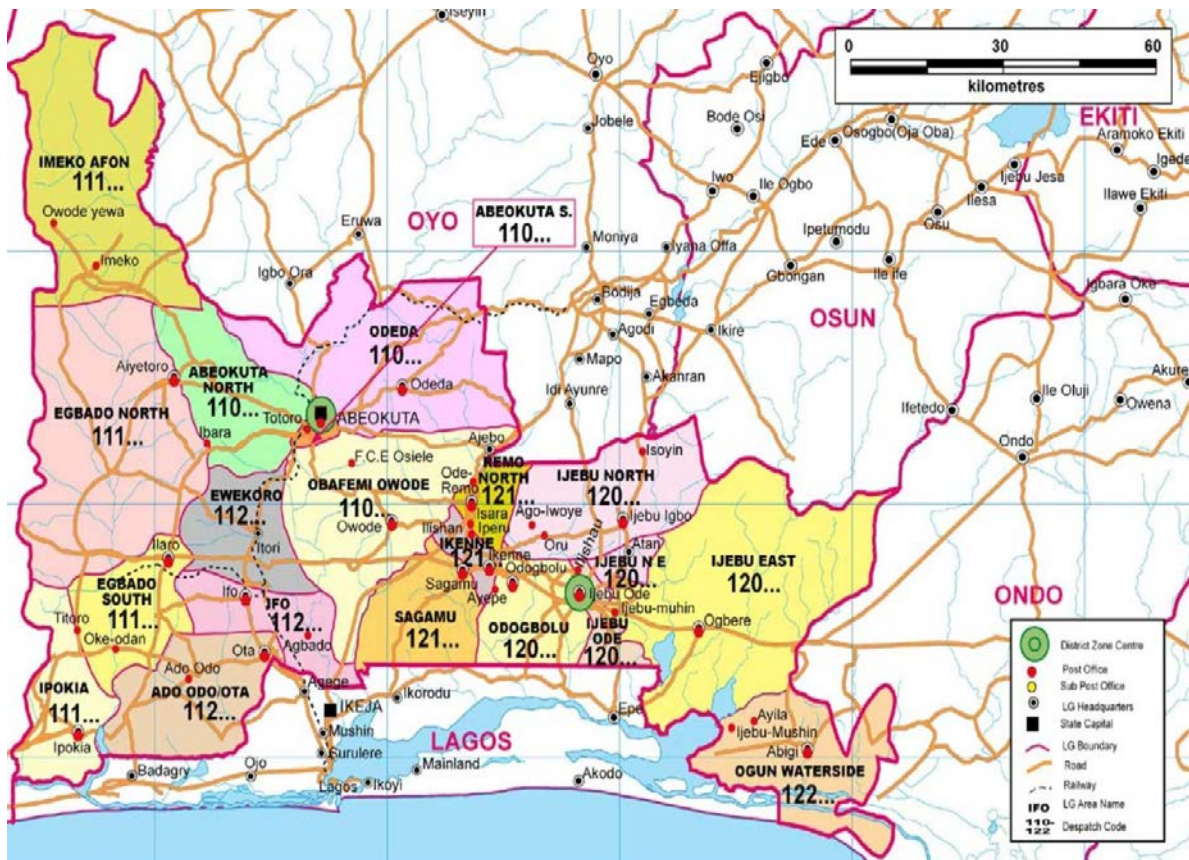 Iseyin
0 30 60
kilometres
Oyo
Ejigbo
EKITI
Jobele
Bode Osi
Osogbo(Oja Oba)
Ede
Aramoko Ekiti
Igede
IMEKO AFON
111...
Iwo
Ile Ogbo
Ijebu Jesa
Ilesa
Ilawe Ekiti
Owode yewa
ABEOKUTA S.
110...
OYO
Eruwa
Osu
Moniya
Iyana Offa
Ipetumodu
Imeko
Igbo Ora
Gbongan
Ile ife
Bodija
Egbeda
Igbara Oke
OSUN
ODEDA
110...
Agodi
Ikire
Mapo
Aiyetoro
ABEOKUTA
NORTH
110...
Odeda
Akanran
Idi Ayunre
Akure
Ile Oluji
Owena
Ifetedo
EGBADO NORTH
111...
Totoro
ABEOKUTA
Ibara
Ajebo
Isoyin
Ondo
F.C.E Osiele
Ode-
Remo
REMO
NORTH
121...
IJEBU NORTH
120...
EWEKORO
112...
OBAFEMI OWODE
110...
Isara
Ago-Iwoye
Owode
Ilishan
Iperu
Ijebu Igbo
Itori
Oru
Ilishau
Atan
Ilaro
IKENNE
121...
Ikenne
Odogbolu
IJEBU N E
120...
IJEBU EAST
120...
EGBADO
SOUTH
111...
Ifo
Sagamu
Ayepe
Ijebu Ode
IFO
112...
Ijebu-muhin
Titoro
SAGAMU
121...
ODOGBOLU
120...
IJEBU
ODE
120...
Ogbere
ONDO
Oke-odan
Ota
Agbado
Ado Odo
IPOKIA
111...
ADO ODO/OTA
112...
Agege
Ikorodu
IKEJA
Epe
Ipokia
Mushin
Ayila
Ijebu-Mushin
Surulere
LAGOS
Abigi
Badagry
Ojo
Mainland
Lagos
Ikoyi
Akodo
OGUN WATERSIDE
122...
District Zone Centre
Post Office
Sub Post Office
LG Headquarters
State Capital
LG Boundary
Road
Railway
IFO LG Area Name
110-
122 Despatch Code